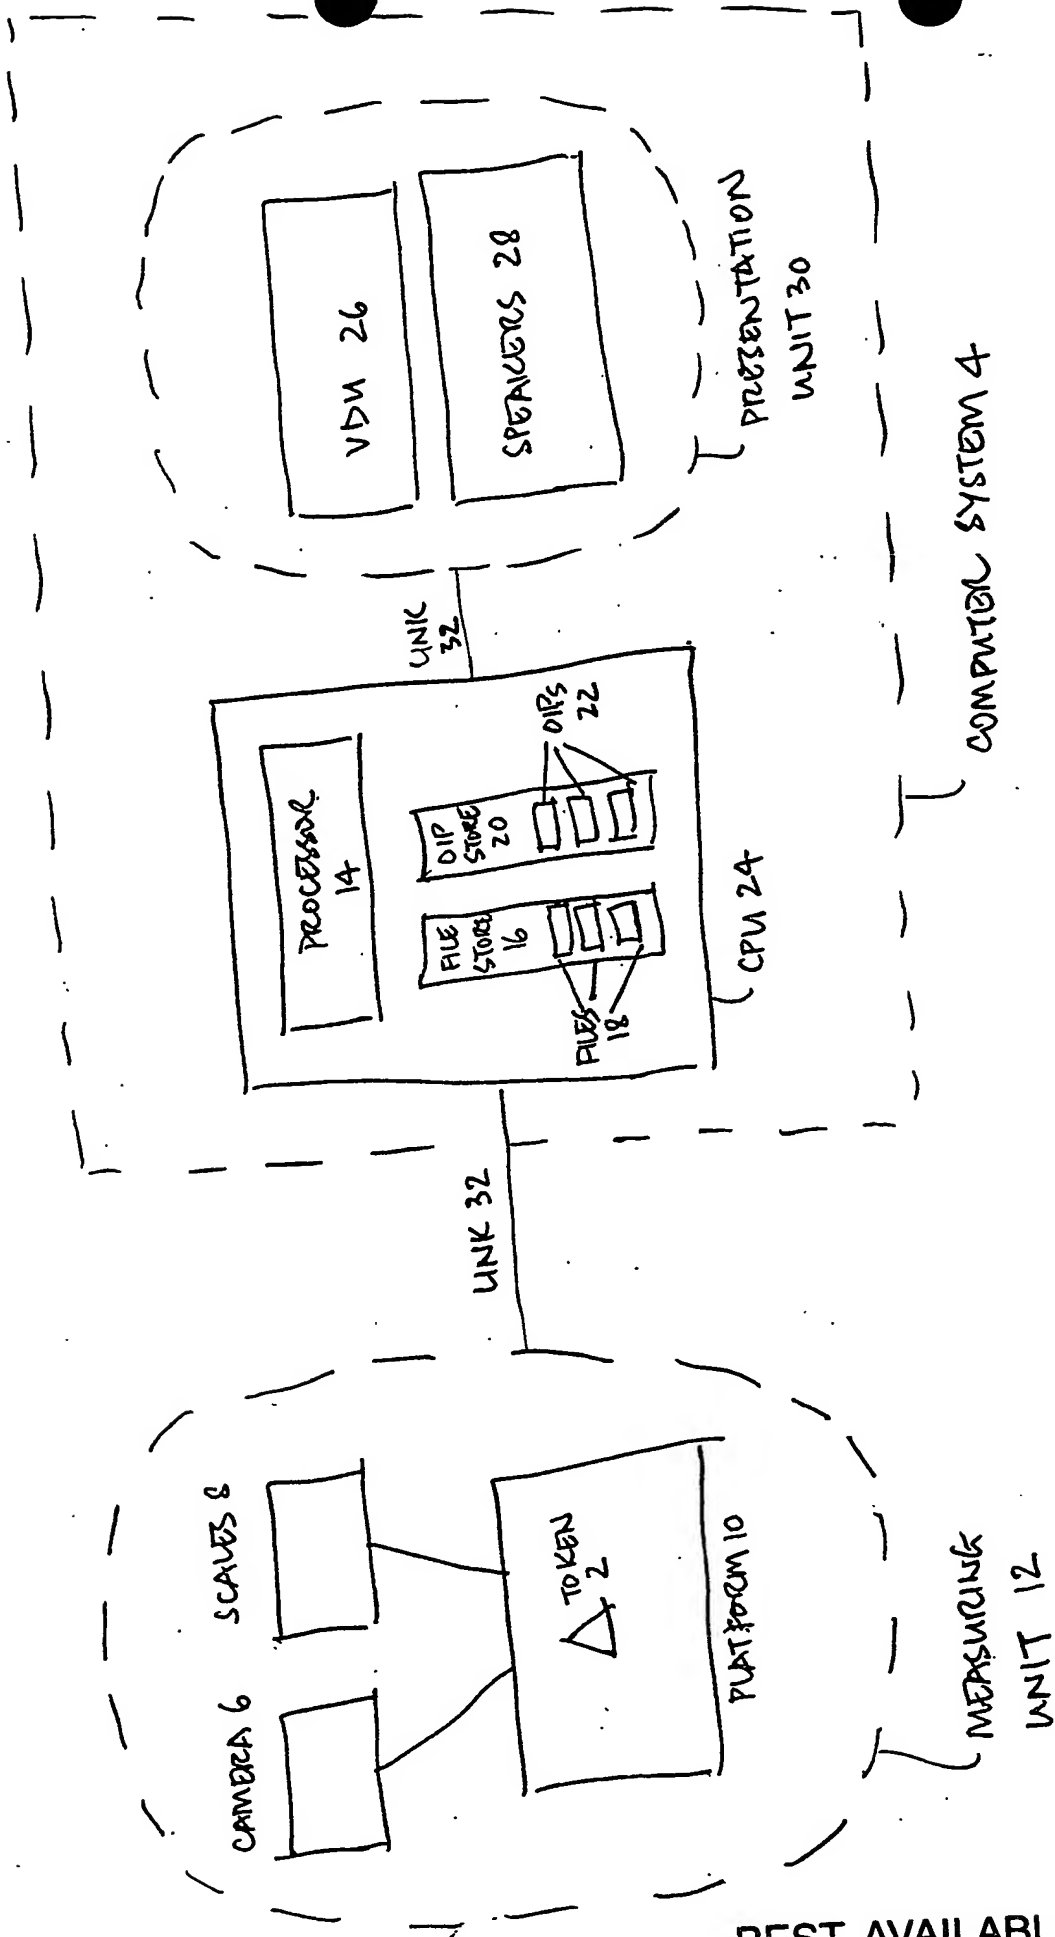 CAMERA 6
SCALES 8
TOKEN
2
PLATFORM 10
MEASURING
UNIT 12
LINK 32
PROCESSOR
14
FILE
STORE
16
FILES
18
DIP
STORE
20
DIPs
22
CPU 24
LINK
32
VDU 26
SPEAKERS 28
PRESENTATION
UNIT 30
COMPUTER SYSTEM 4
BEST AVAILABL